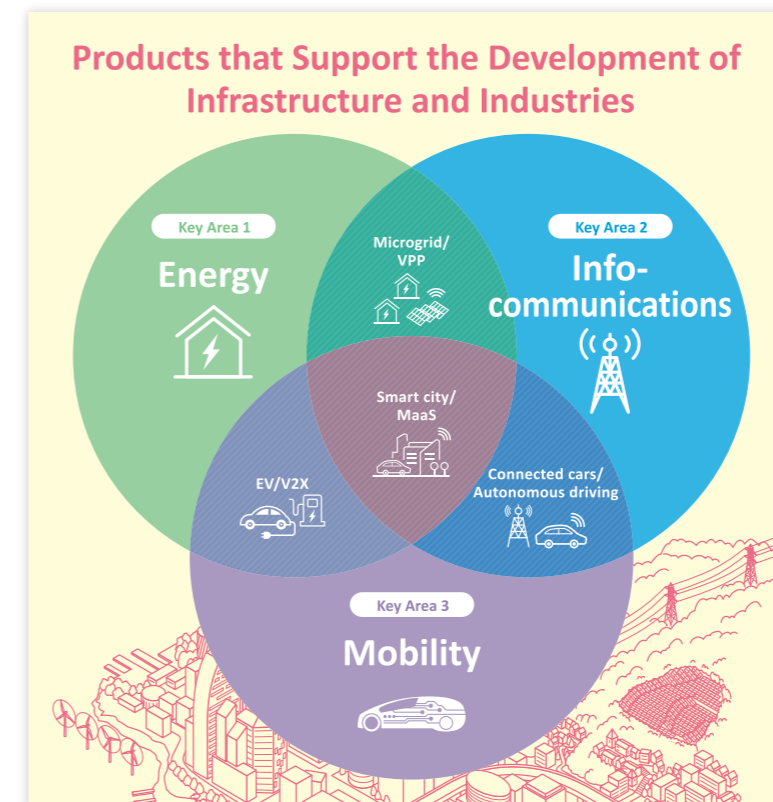 Products that Support the Development of
Infrastructure and Industries
Key Area 1
Energy
Microgrid/
VPP
Key Area 2
Info-
communications
Smart city/
MaaS
EV/V2X
Connected cars/
Autonomous driving
Key Area 3
Mobility